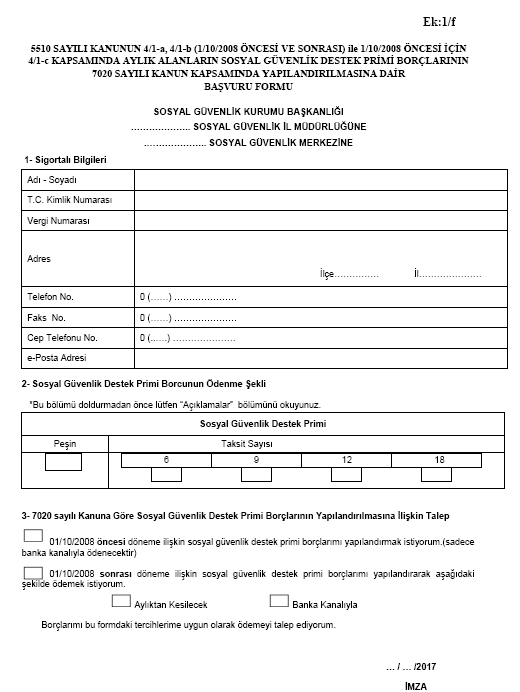 Ek:1/f
5510 SAYILI KANUNUN 4/1-a, 4/1-b (1/10/2008 ÖNCESİ VE SONRASI) ile 1/10/2008 ÖNCESİ İÇİN
4/1-c KAPSAMINDA AYLIK ALANLARIN SOSYAL GÜVENLİK DESTEK PRİMİ BORÇLARININ
7020 SAYILI KANUN KAPSAMINDA YAPILANDIRILMASINA DAİR
BAŞVURU FORMU
SOSYAL GÜVENLİK KURUMU BAŞKANLIĞI
………………. SOSYAL GÜVENLİK İL MÜDÜRLÜĞÜNE
………………… SOSYAL GÜVENLİK MERKEZİNE
1- Sigortalı Bilgileri
Adı - Soyadı
T.C. Kimlik Numarası
Vergi Numarası
Adres
İlçe…………… İl…………………
Telefon No. 0 (……) …………………
Faks No. 0 (……) …………………
Cep Telefonu No. 0 (......) …………………
e-Posta Adresi
2- Sosyal Güvenlik Destek Primi Borcunun Ödenme Şekli
"Bu bölümü doldurmadan önce lütfen "Açıklamalar" bölümünü okuyunuz.
Sosyal Güvenlik Destek Primi
Peşin Taksit Sayısı
6 9 12 18
3- 7020 sayılı Kanuna Göre Sosyal Güvenlik Destek Primi Borçlarının Yapılandırılmasına İlişkin Talep
01/10/2008 öncesi döneme ilişkin sosyal güvenlik destek primi borçlarımı yapılandırmak istiyorum.(sadece
banka kanalıyla ödenecektir)
01/10/2008 sonrası döneme ilişkin sosyal güvenlik destek primi borçlarımı yapılandırarak aşağıdaki
şekilde ödemek istiyorum.
Aylıktan Kesilecek Banka Kanalıyla
Borçlarımı bu formdaki tercihlerime uygun olarak ödemeyi talep ediyorum.
… / … /2017
İMZA